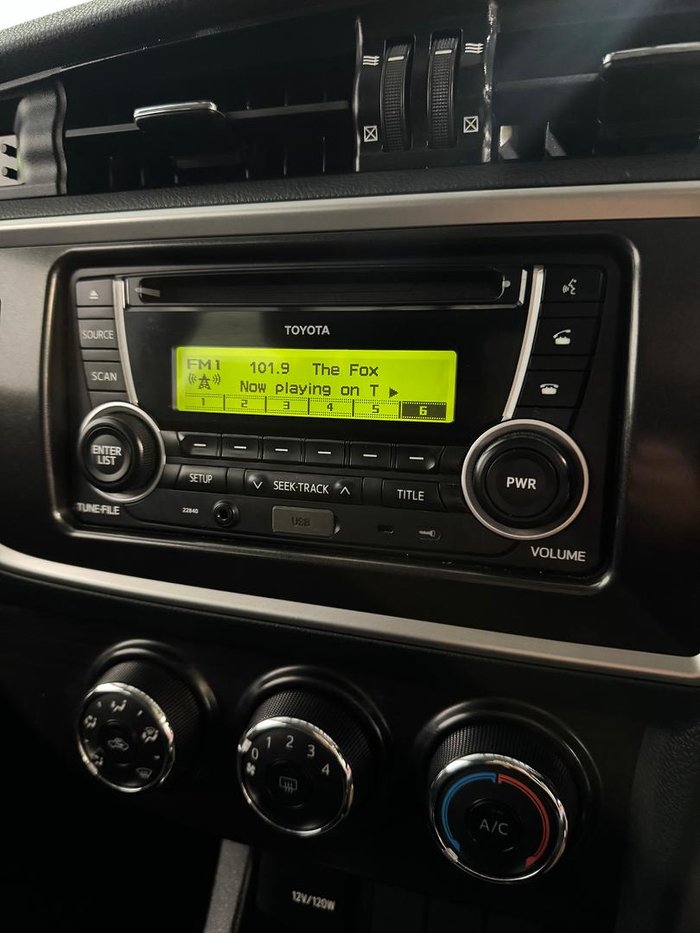 TOYOTA
SOURCE
SCAN
FM1 101.9 The Fox
Now playing on T
1 2 3 4 5 6
ENTER
LIST
TUNE·FILE
SETUP
SEEK·TRACK
TITLE
22840
USB
PWR
VOLUME
0 1 2 3 4
A/C
12V/120W